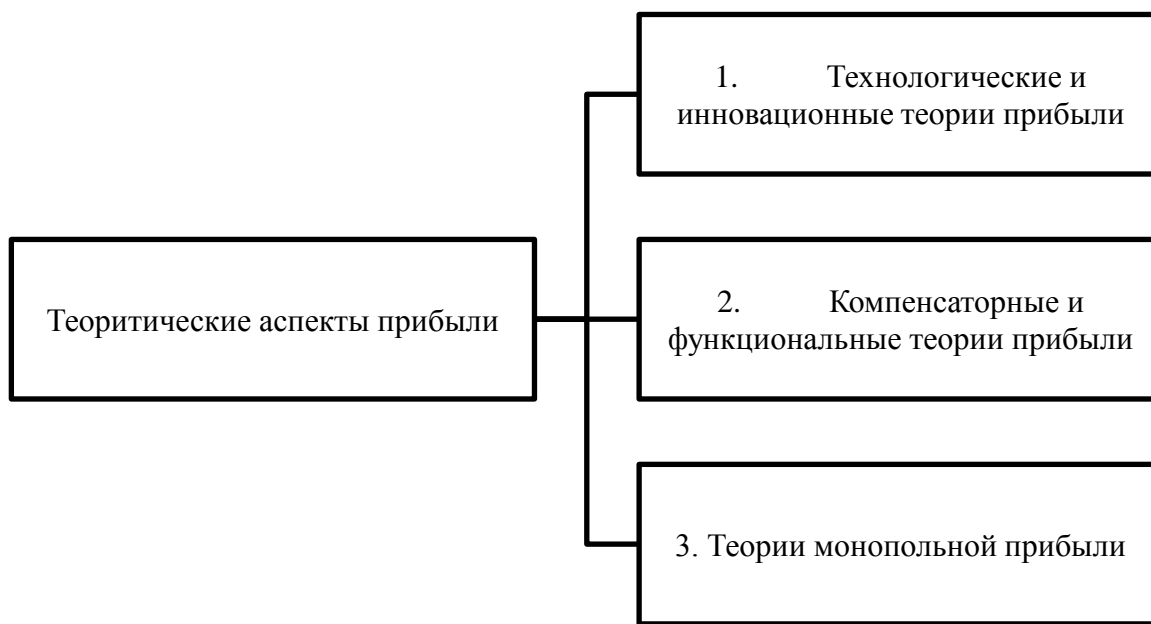 Теоритические аспекты прибыли
1. Технологические и
инновационные теории прибыли
2. Компенсаторные и
функциональные теории прибыли
3. Теории монопольной прибыли